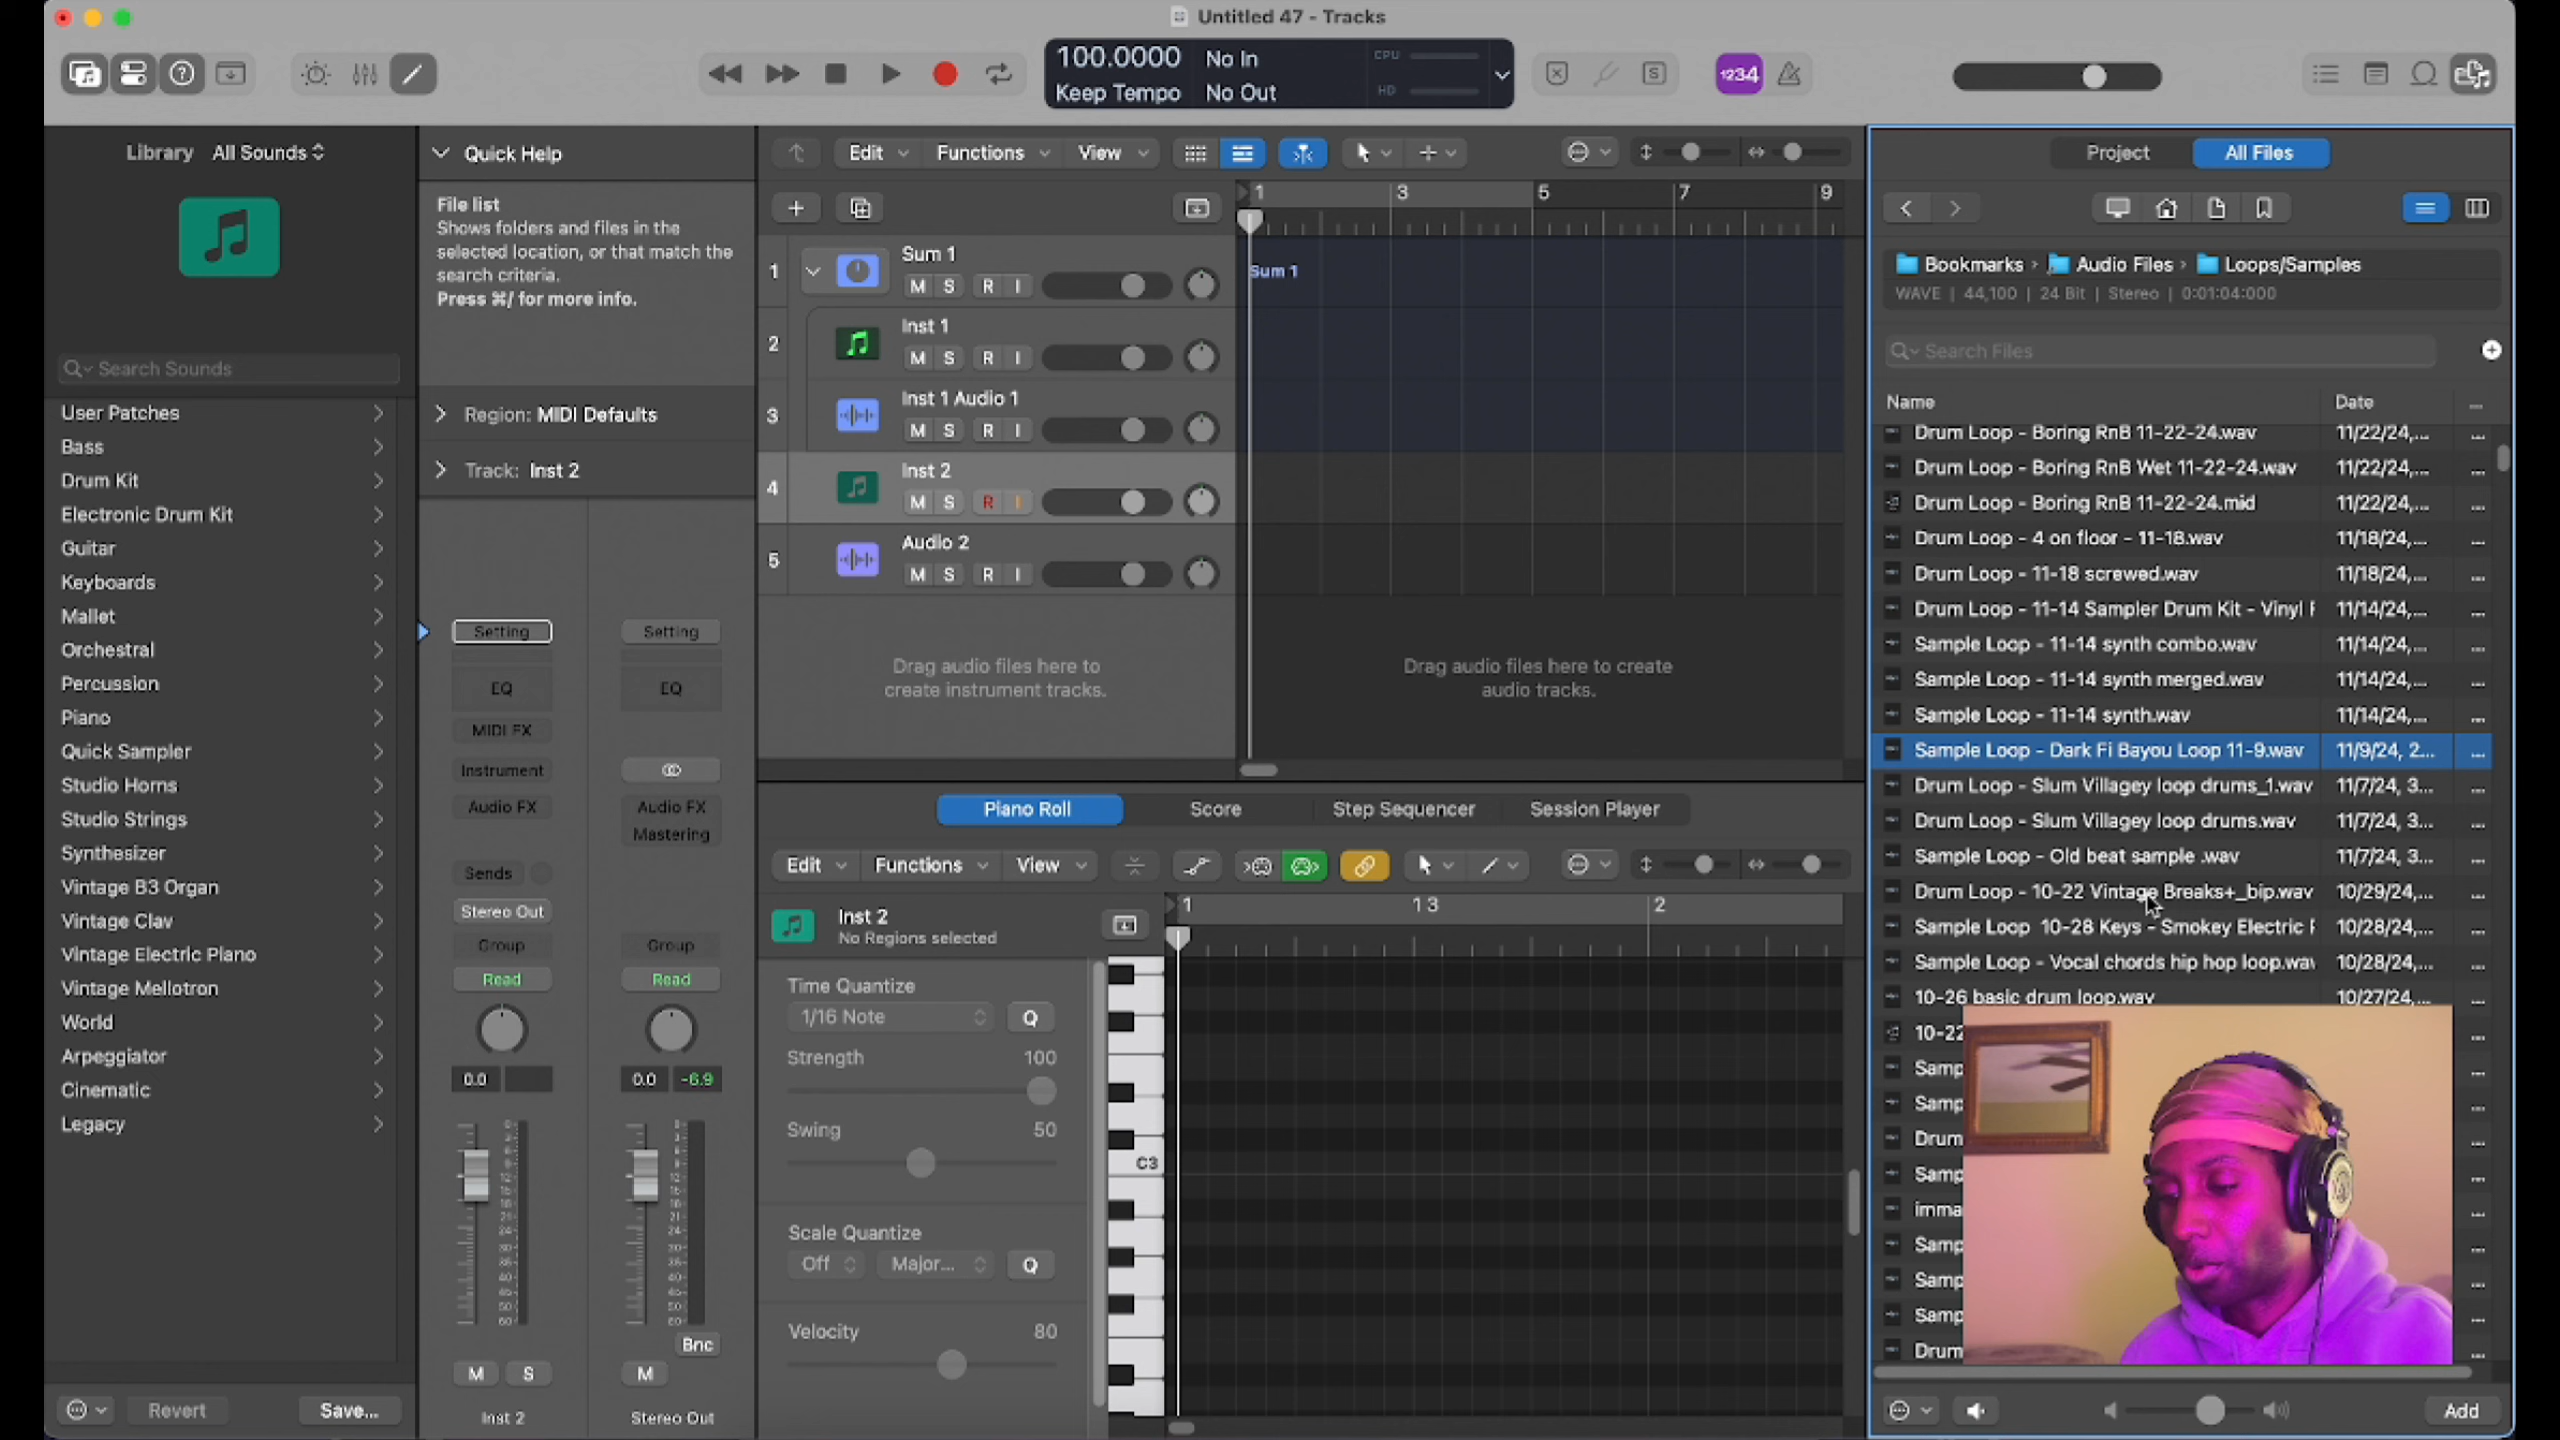 Untitled 47 - Tracks
100.0000
No In
CPU
Keep Tempo
No Out
HD
S
1234
Library
All Sounds
Search Sounds
User Patches
Bass
Drum Kit
Electronic Drum Kit
Guitar
Keyboards
Mallet
Orchestral
Percussion
Piano
Quick Sampler
Studio Horns
Studio Strings
Synthesizer
Vintage B3 Organ
Vintage Clav
Vintage Electric Piano
Vintage Mellotron
World
Arpeggiator
Cinematic
Legacy
Revert
Save...
Quick Help
File list
Shows folders and files in the
selected location, or that match the
search criteria.
Press ⌘/ for more info.
Region: MIDI Defaults
Track: Inst 2
Setting
EQ
MIDI FX
Instrument
Audio FX
Sends
Stereo Out
Group
Read
0.0
M S
Inst 2
Setting
EQ
Audio FX
Mastering
Group
Read
0.0 -6.9
Bnc
M
Stereo Out
Edit
Functions
View
1 3 5 7 9
1
Sum 1
M S R I
Sum 1
2
Inst 1
M S R I
3
Inst 1 Audio 1
M S R I
4
Inst 2
M S R I
5
Audio 2
M S R I
Drag audio files here to
create instrument tracks.
Drag audio files here to create
audio tracks.
Piano Roll
Score
Step Sequencer
Session Player
Edit
Functions
View
Inst 2
No Regions selected
1 1 3 2
Time Quantize
1/16 Note
Q
Strength 100
Swing 50
Scale Quantize
Off
Major...
Q
Velocity 80
C3
Project
All Files
Bookmarks › Audio Files › Loops/Samples
WAVE | 44,100 | 24 Bit | Stereo | 0:01:04:000
Search Files
Name Date ...
Drum Loop - Boring RnB 11-22-24.wav 11/22/24,... ...
Drum Loop - Boring RnB Wet 11-22-24.wav 11/22/24,... ...
Drum Loop - Boring RnB 11-22-24.mid 11/22/24,... ...
Drum Loop - 4 on floor - 11-18.wav 11/18/24,... ...
Drum Loop - 11-18 screwed.wav 11/18/24,... ...
Drum Loop - 11-14 Sampler Drum Kit - Vinyl 11/14/24,... ...
Sample Loop - 11-14 synth combo.wav 11/14/24,... ...
Sample Loop - 11-14 synth merged.wav 11/14/24,... ...
Sample Loop - 11-14 synth.wav 11/14/24,... ...
Sample Loop - Dark Fi Bayou Loop 11-9.wav 11/9/24, 2... ...
Drum Loop - Slum Villagey loop drums_1.wav 11/7/24, 3... ...
Drum Loop - Slum Villagey loop drums.wav 11/7/24, 3... ...
Sample Loop - Old beat sample .wav 11/7/24, 3... ...
Drum Loop - 10-22 Vintage Breaks+_bip.wav 10/29/24,... ...
Sample Loop 10-28 Keys - Smokey Electric 10/28/24,... ...
Sample Loop - Vocal chords hip hop loop.wav 10/28/24,... ...
10-26 basic drum loop.wav 10/27/24,... ...
10-22
Samp
Samp
Drum
Samp
imma
Samp
Samp
Samp
Drum
Add